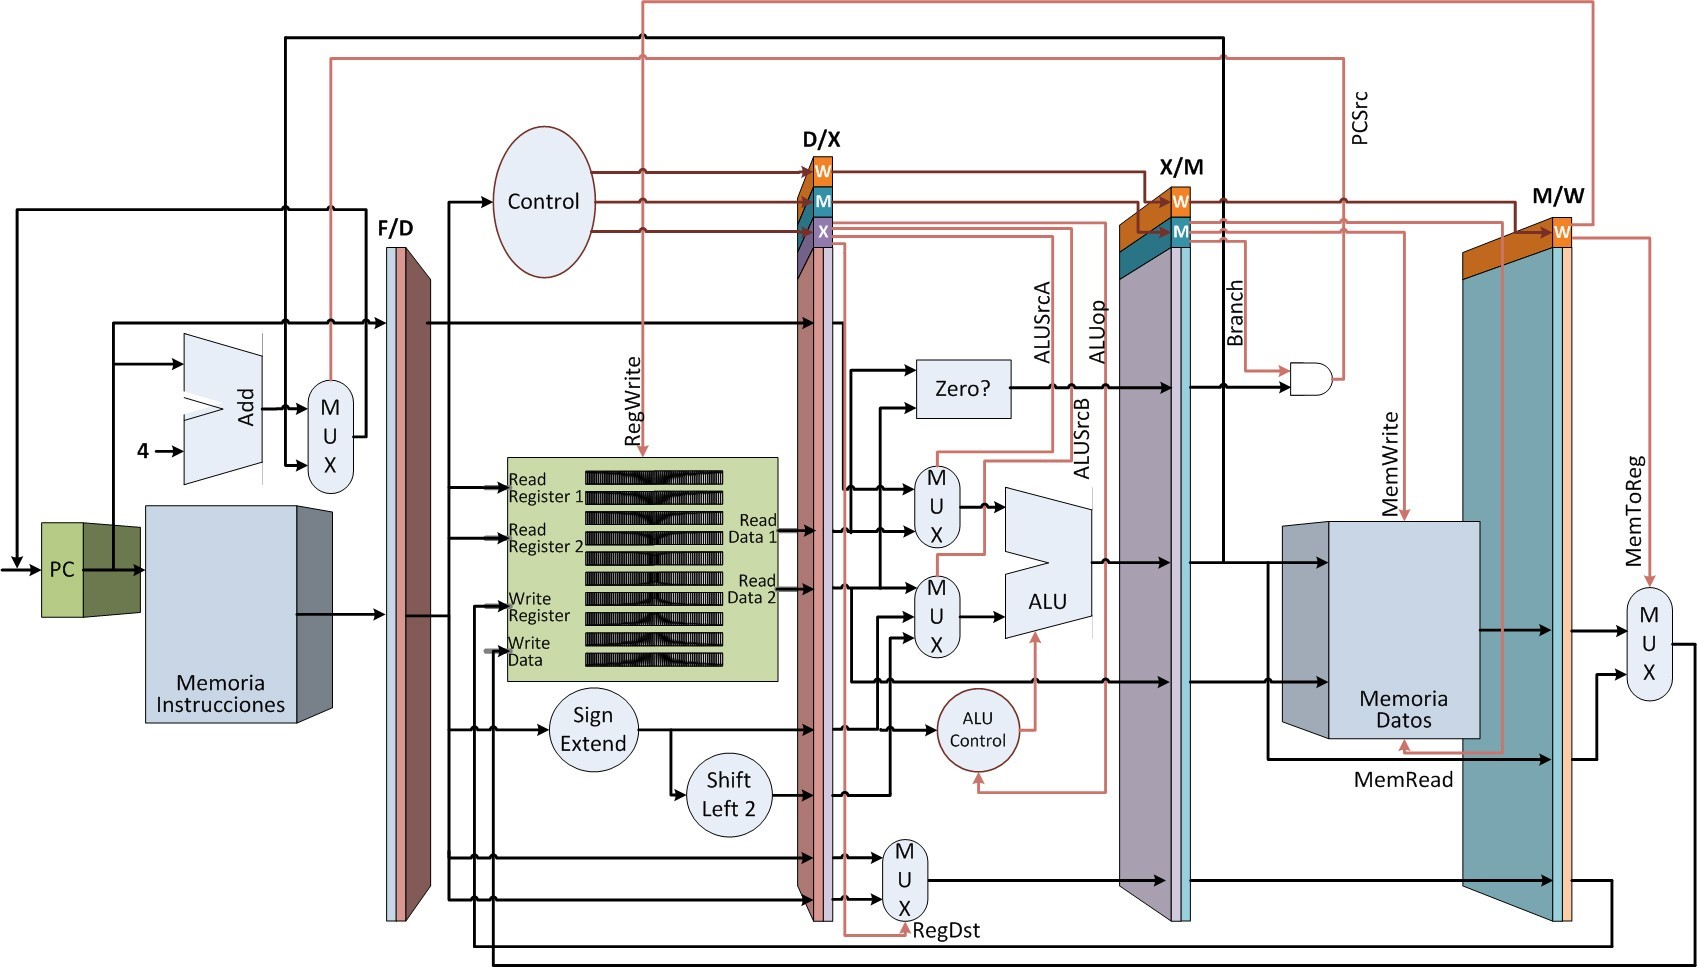 PCSrc
D/X
X/M
M/W
F/D
Control
W
M
X
W
M
W
ALUSrcA
ALUop
Branch
RegWrite
ALUSrcB
MemWrite
MemToReg
Add
4
M
U
X
Zero?
Read
Register 1
Read
Register 2
Write
Register
Write
Data
Read
Data 1
Read
Data 2
M
U
X
M
U
X
ALU
PC
Memoria
Instrucciones
Sign
Extend
Shift
Left 2
ALU
Control
Memoria
Datos
MemRead
M
U
X
M
U
X
RegDst